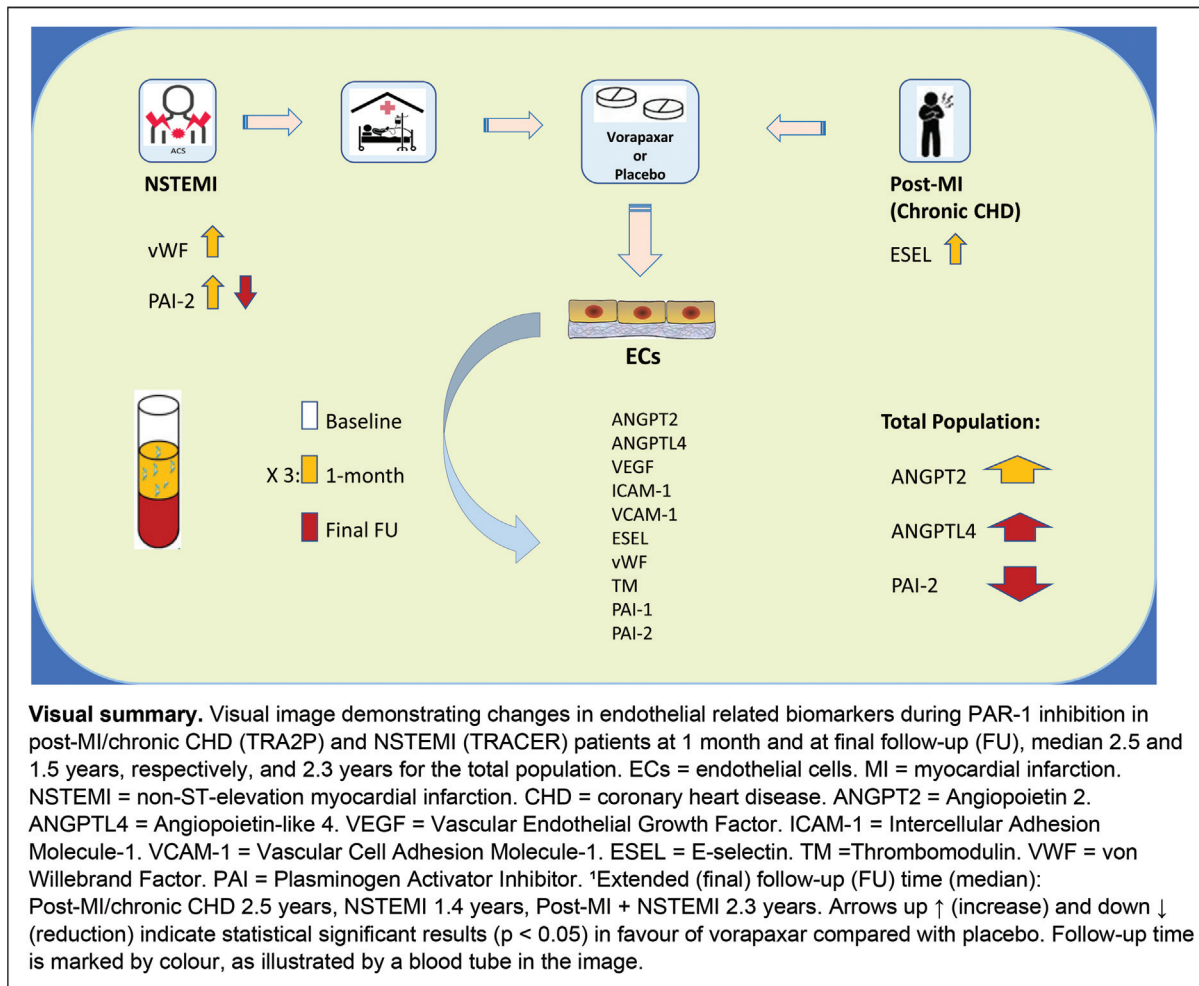 ACS
NSTEMI
vWF
PAI-2
Vorapaxar
or
Placebo
Post-MI
(Chronic CHD)
ESEL
ECs
Baseline
X 3:
1-month
Final FU
ANGPT2
ANGPTL4
VEGF
ICAM-1
VCAM-1
ESEL
vWF
TM
PAI-1
PAI-2
Total Population:
ANGPT2
ANGPTL4
PAI-2
Visual summary. Visual image demonstrating changes in endothelial related biomarkers during PAR-1 inhibition in
post-MI/chronic CHD (TRA2P) and NSTEMI (TRACER) patients at 1 month and at final follow-up (FU), median 2.5 and
1.5 years, respectively, and 2.3 years for the total population. ECs = endothelial cells. MI = myocardial infarction.
NSTEMI = non-ST-elevation myocardial infarction. CHD = coronary heart disease. ANGPT2 = Angiopoietin 2.
ANGPTL4 = Angiopoietin-like 4. VEGF = Vascular Endothelial Growth Factor. ICAM-1 = Intercellular Adhesion
Molecule-1. VCAM-1 = Vascular Cell Adhesion Molecule-1. ESEL = E-selectin. TM =Thrombomodulin. VWF = von
Willebrand Factor. PAI = Plasminogen Activator Inhibitor. ¹Extended (final) follow-up (FU) time (median):
Post-MI/chronic CHD 2.5 years, NSTEMI 1.4 years, Post-MI + NSTEMI 2.3 years. Arrows up ↑ (increase) and down ↓
(reduction) indicate statistical significant results (p < 0.05) in favour of vorapaxar compared with placebo. Follow-up time
is marked by colour, as illustrated by a blood tube in the image.